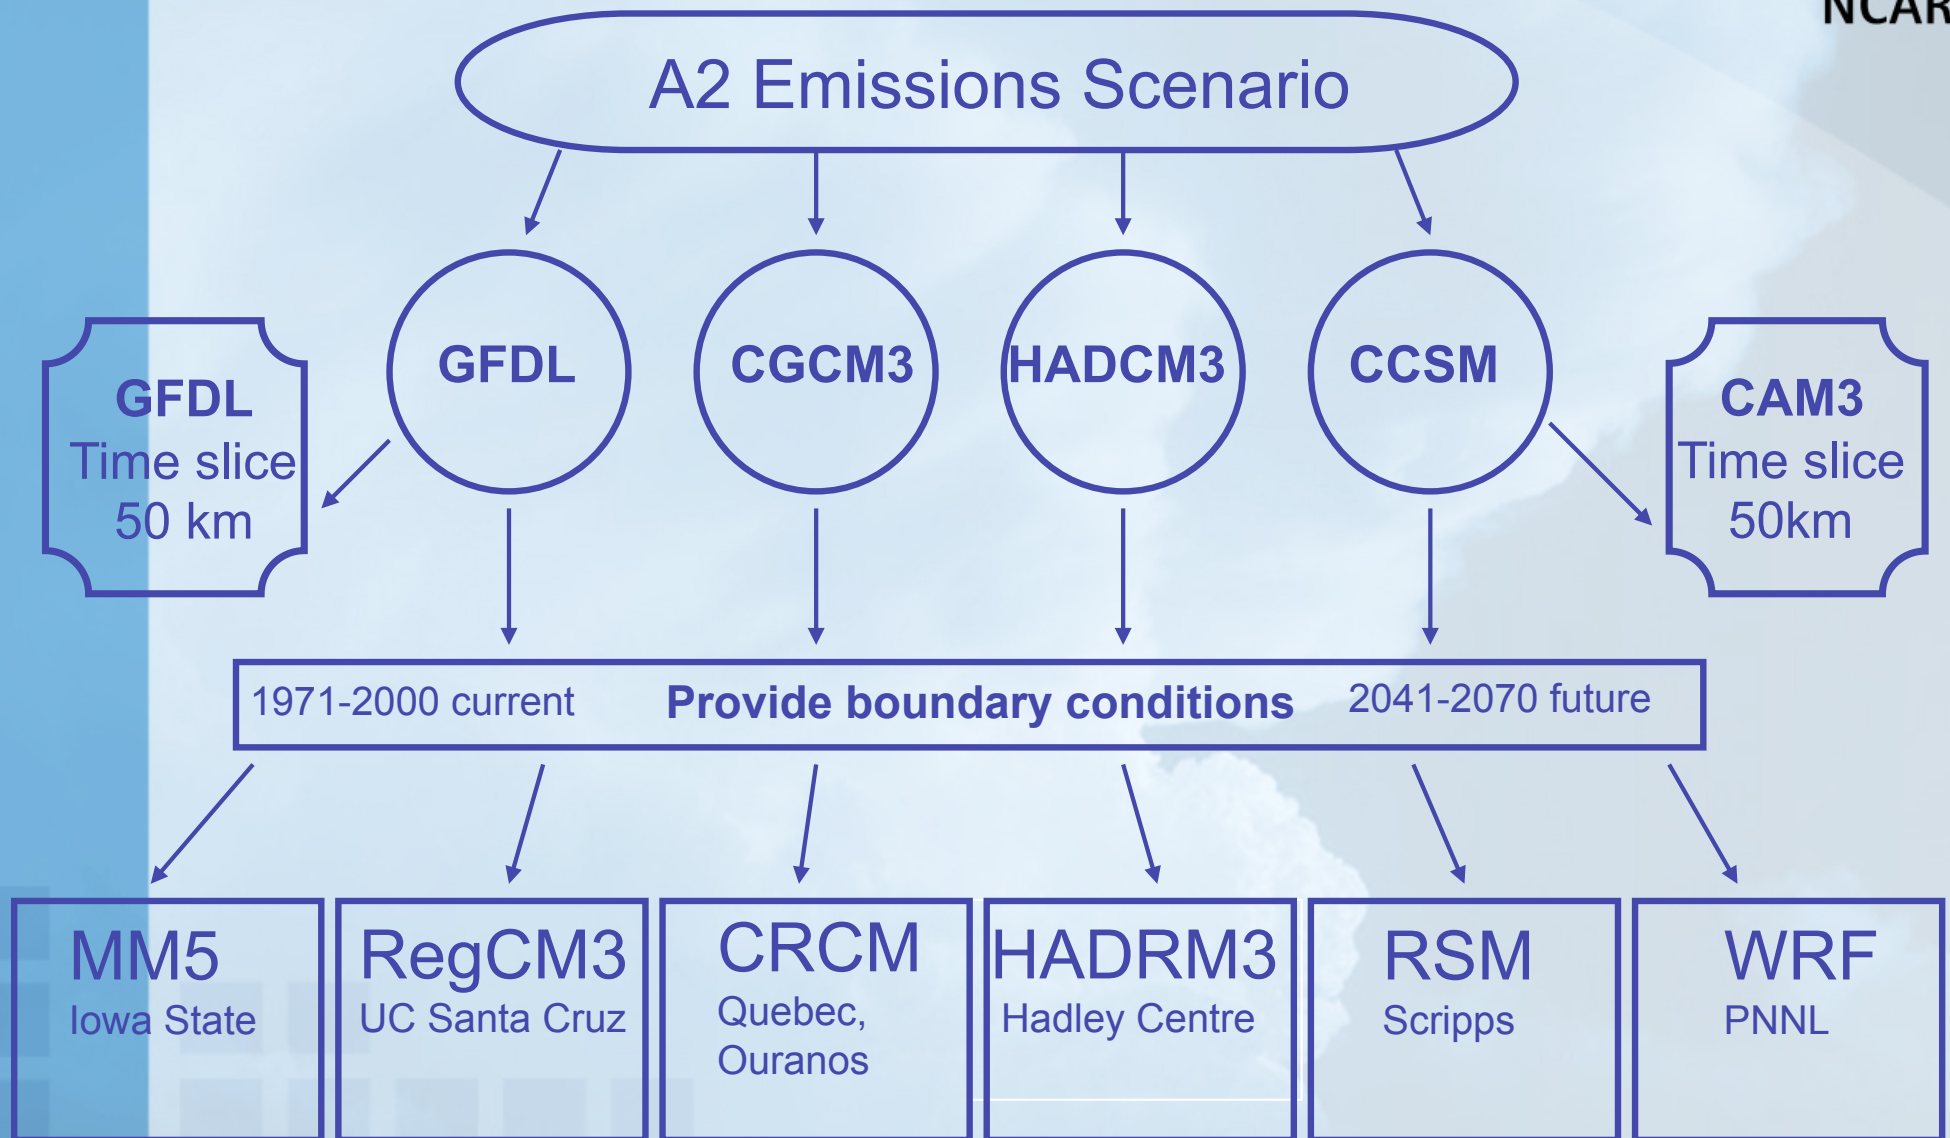 NCAR
A2 Emissions Scenario
GFDL
CGCM3
HADCM3
CCSM
GFDL
Time slice
50 km
CAM3
Time slice
50km
1971-2000 current
Provide boundary conditions
2041-2070 future
MM5
Iowa State
RegCM3
UC Santa Cruz
CRCM
Quebec,
Ouranos
HADRM3
Hadley Centre
RSM
Scripps
WRF
PNNL